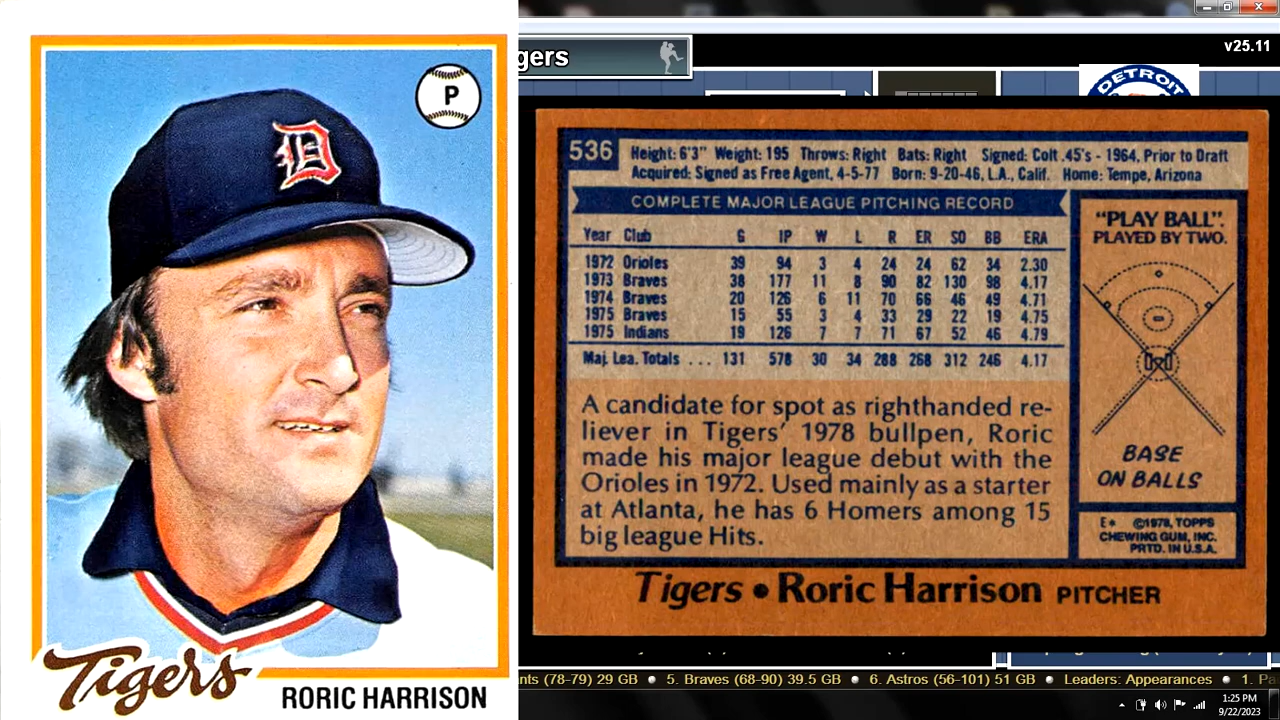 P
D
Tigers
RORIC HARRISON
gers
v25.11
DETROIT
536
Height: 6'3" Weight: 195 Throws: Right Bats: Right Signed: Colt .45's - 1964, Prior to Draft
Acquired: Signed as Free Agent, 4-5-77 Born: 9-20-46, L.A., Calif. Home: Tempe, Arizona
COMPLETE MAJOR LEAGUE PITCHING RECORD
Year Club G IP W L R ER SO BB ERA
1972 Orioles 39 94 3 4 24 24 62 34 2.30
1973 Braves 38 177 11 8 90 82 130 98 4.17
1974 Braves 20 126 6 11 70 66 46 49 4.71
1975 Braves 15 55 3 4 33 29 22 19 4.75
1975 Indians 19 126 7 7 71 67 52 46 4.79
Maj. Lea. Totals ... 131 578 30 34 288 268 312 246 4.17
A candidate for spot as righthanded re-
liever in Tigers' 1978 bullpen, Roric
made his major league debut with the
Orioles in 1972. Used mainly as a starter
at Atlanta, he has 6 Homers among 15
big league Hits.
"PLAY BALL".
PLAYED BY TWO.
BASE
ON BALLS
E* ©1978, TOPPS
CHEWING GUM, INC.
PRTD. IN U.S.A.
Tigers • Roric Harrison PITCHER
nts (78-79) 29 GB • 5. Braves (68-90) 39.5 GB • 6. Astros (56-101) 51 GB • Leaders: Appearances • 1.
1:25 PM
9/22/2023